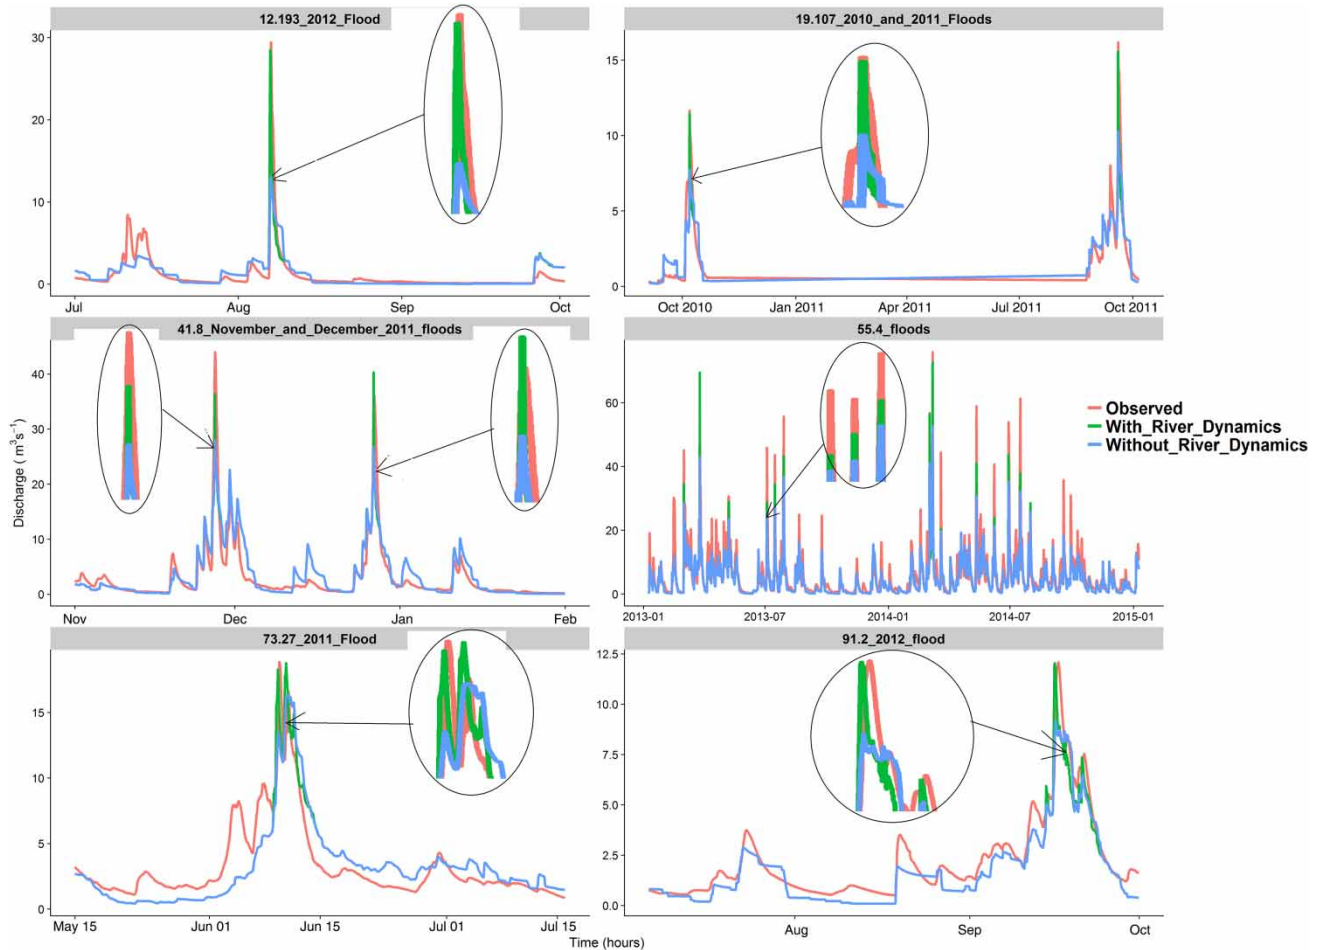 12.193_2012_Flood
30
20
10
0
Jul Aug Sep Oct
19.107_2010_and_2011_Floods
15
10
5
0
Oct 2010 Jan 2011 Apr 2011 Jul 2011 Oct 2011
41.8_November_and_December_2011_floods
40
30
20
10
0
Nov Dec Jan Feb
55.4_floods
60
40
20
0
2013-01 2013-07 2014-01 2014-07 2015-01
Observed
With_River_Dynamics
Without_River_Dynamics
Discharge ( m³s⁻¹)
73.27_2011_Flood
15
10
5
0
May 15 Jun 01 Jun 15 Jul 01 Jul 15
91.2_2012_flood
12.5
10.0
7.5
5.0
2.5
0.0
Aug Sep Oct
Time (hours)